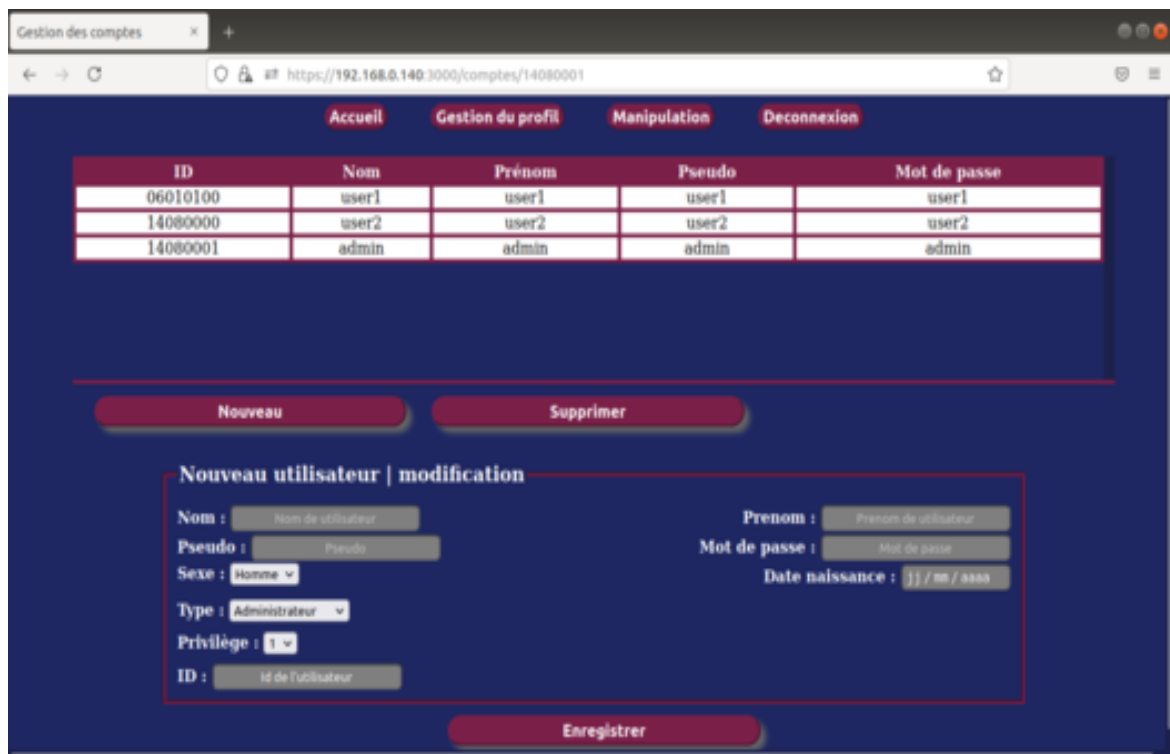 Gestion des comptes
https://192.168.0.140:3000/comptes/14080001
Accueil Gestion du profil Manipulation Deconnexion
ID Nom Prénom Pseudo Mot de passe
06010100 user1 user1 user1 user1
14080000 user2 user2 user2 user2
14080001 admin admin admin admin
Nouveau Supprimer
Nouveau utilisateur | modification
Nom : Nom de utilisateur Prenom : Prenom de utilisateur
Pseudo : Pseudo Mot de passe : Mot de passe
Sexe : Homme Date naissance : jj/mm/aaaa
Type : Administrateur
Privilège : 1
ID : Id de l'utilisateur
Enregistrer